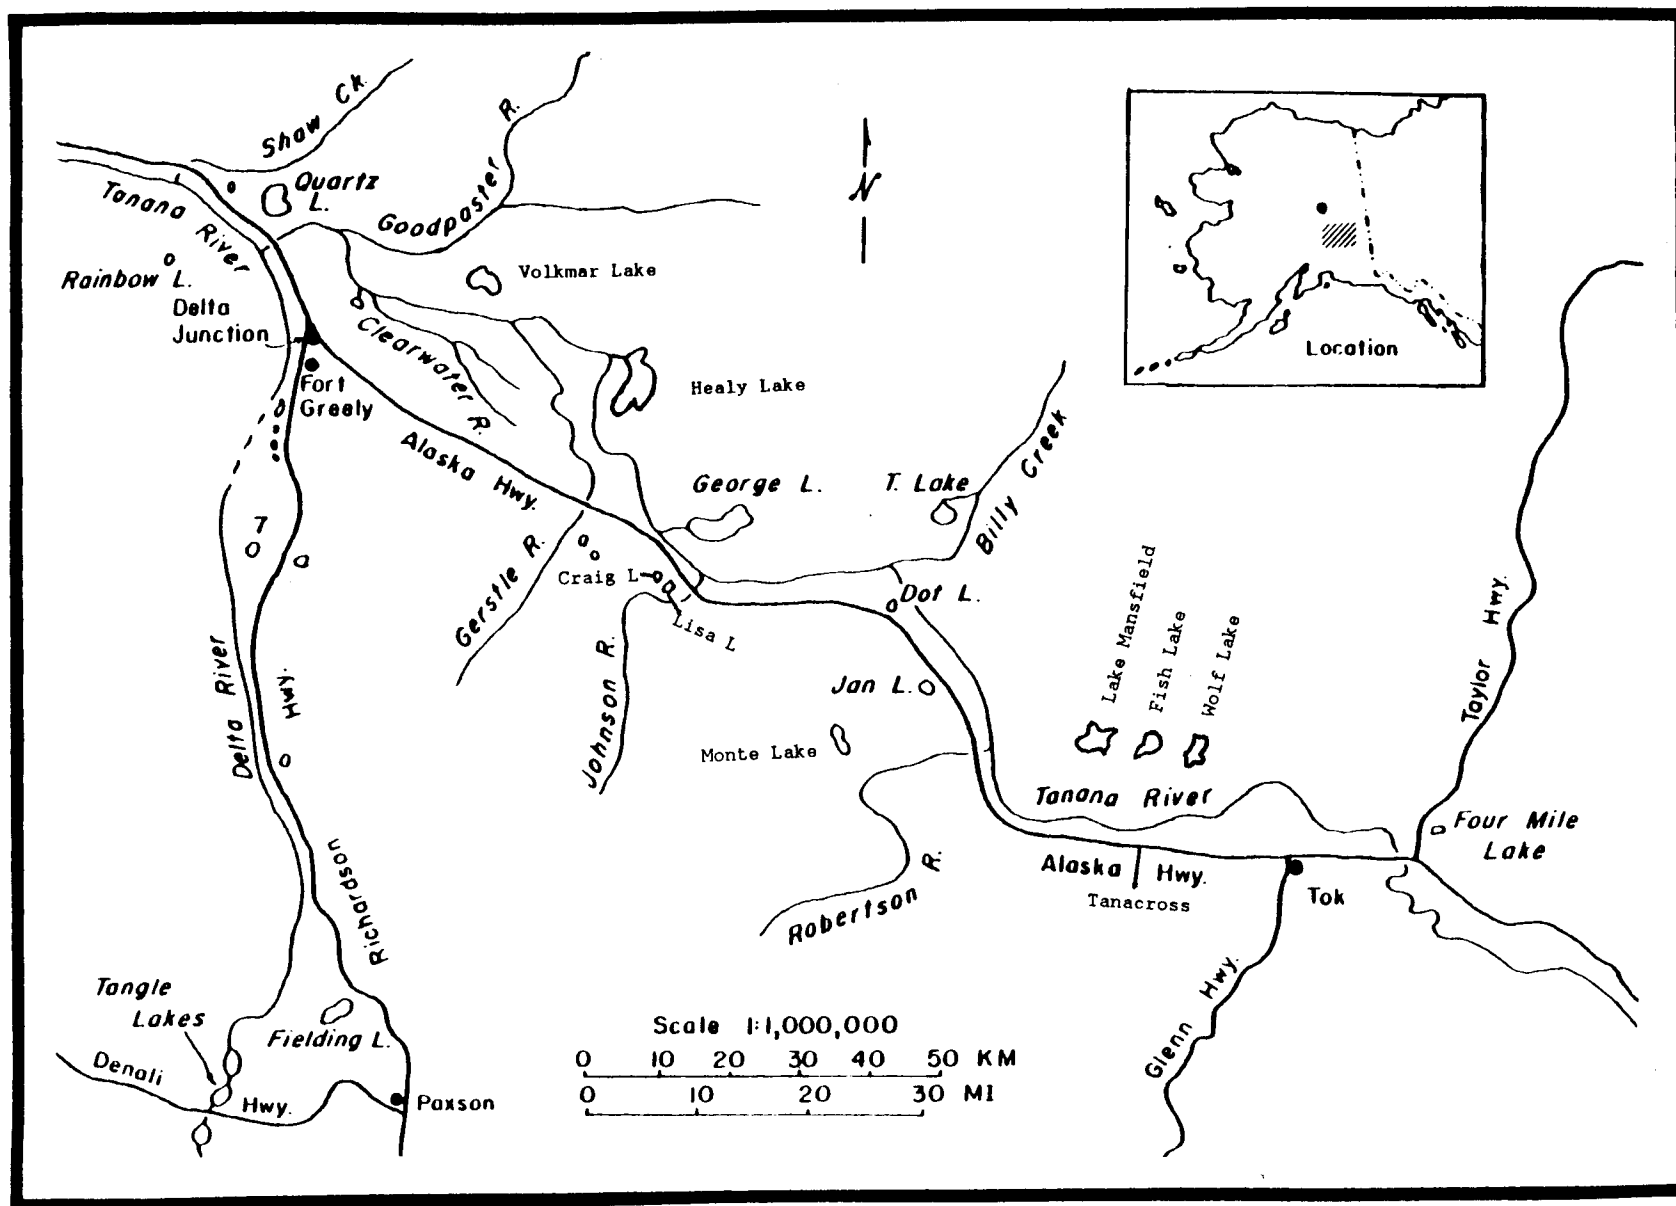 Shaw Ck.
Goodpaster R.
Quartz
L.
Tanana River
Rainbow L.
Delta
Junction
Fort
Greely
Clearwater R.
Volkmar Lake
Healy Lake
N
Location
Alaska Hwy.
George L.
T. Lake
Billy Creek
7
Gerstle R.
Craig L
Lisa L
Johnson R.
Dot L.
Jan L.
Monte Lake
Lake Mansfield
Fish Lake
Wolf Lake
Taylor Hwy.
Delta River
Hwy.
Richardson
Tanana River
Four Mile
Lake
Alaska Hwy.
Tanacross
Tok
Robertson R.
Glenn Hwy.
Tangle
Lakes
Fielding L.
Denali Hwy.
Paxson
Scale 1:1,000,000
0 10 20 30 40 50 KM
0 10 20 30 MI